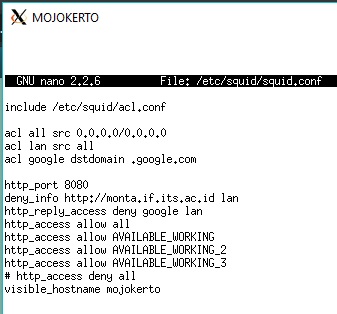 MOJOKERTO
GNU nano 2.2.6 File: /etc/squid/squid.conf
include /etc/squid/acl.conf
acl all src 0.0.0.0/0.0.0.0
acl lan src all
acl google dstdomain .google.com
http_port 8080
deny_info http://monta.if.its.ac.id lan
http_reply_access deny google lan
http_access allow all
http_access allow AVAILABLE_WORKING
http_access allow AVAILABLE_WORKING_2
http_access allow AVAILABLE_WORKING_3
# http_access deny all
visible_hostname mojokerto